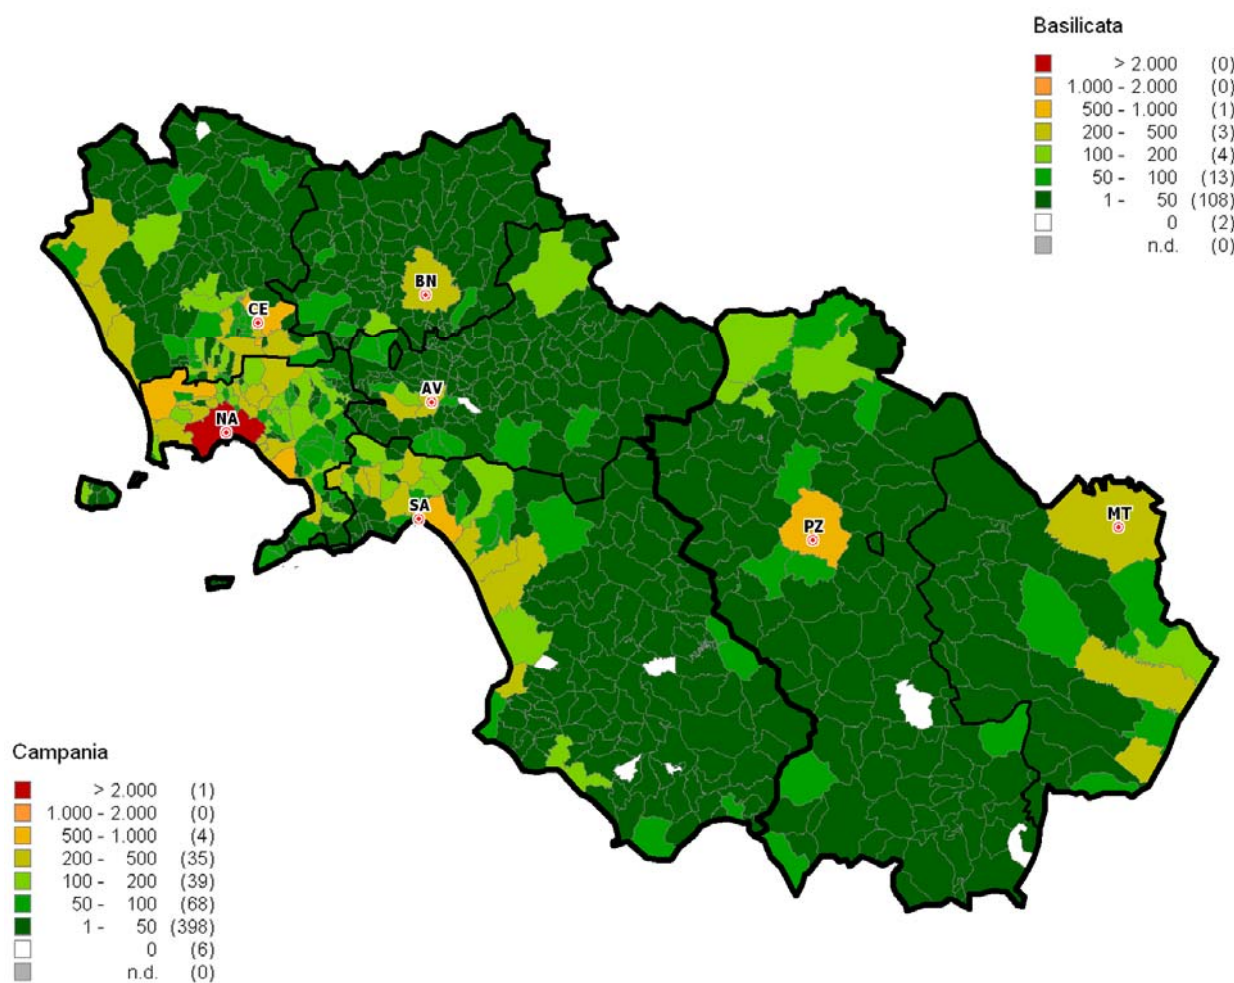 Basilicata
> 2.000 (0)
1.000 - 2.000 (0)
500 - 1.000 (1)
200 - 500 (3)
100 - 200 (4)
50 - 100 (13)
1 - 50 (108)
0 (2)
n.d. (0)
BN
CE
AV
NA
SA
PZ
MT
Campania
> 2.000 (1)
1.000 - 2.000 (0)
500 - 1.000 (4)
200 - 500 (35)
100 - 200 (39)
50 - 100 (68)
1 - 50 (398)
0 (6)
n.d. (0)